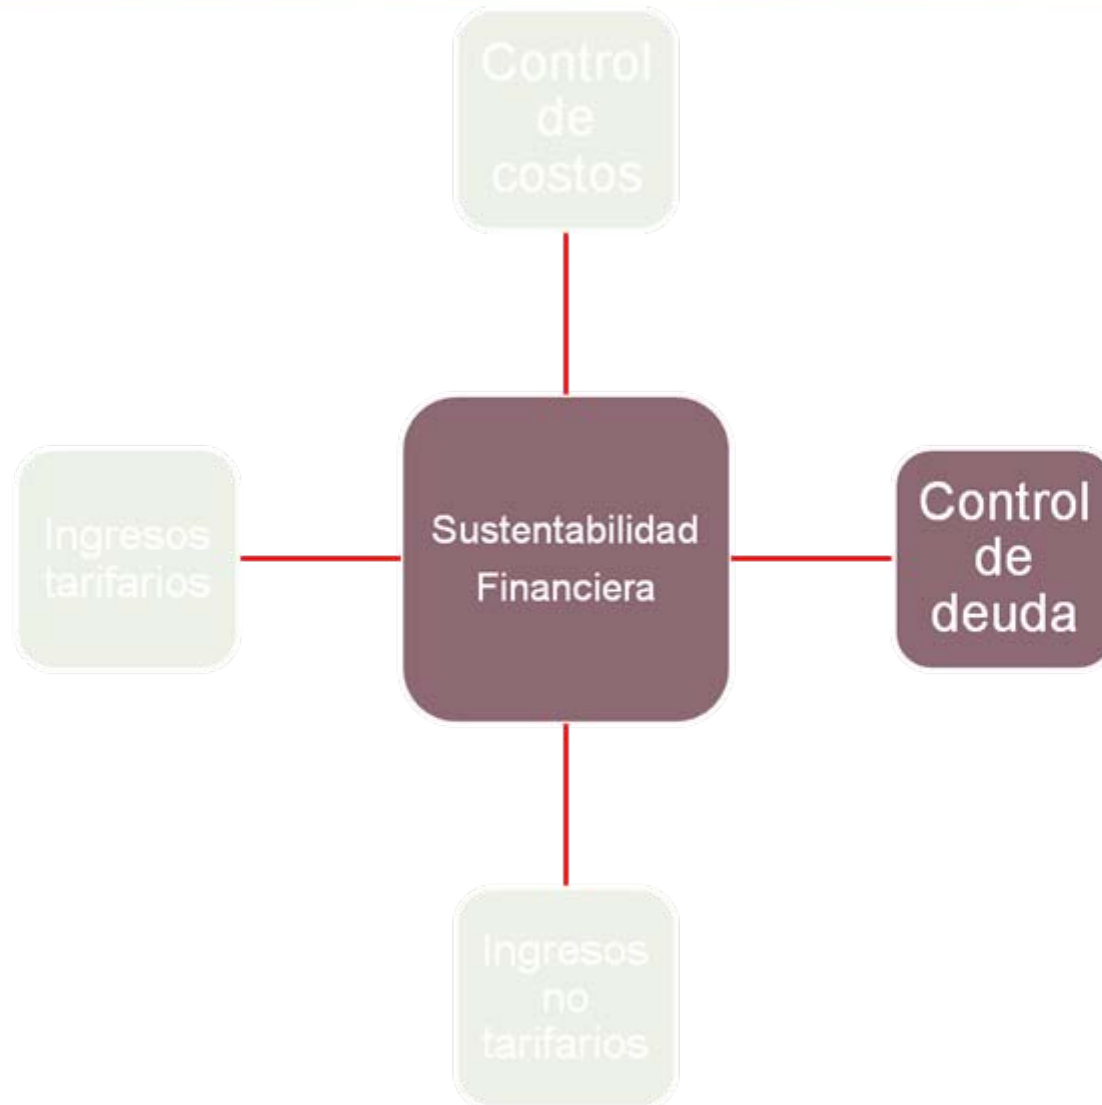 Control
de
costos
Ingresos
tarifarios
Sustentabilidad
Financiera
Control
de
deuda
Ingresos
no
tarifarios